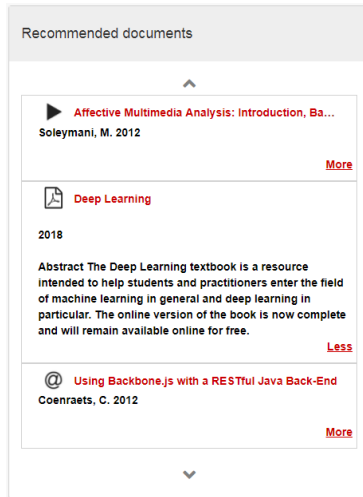 Recommended documents
Affective Multimedia Analysis: Introduction, Ba...
Soleymani, M. 2012
More
Deep Learning
2018
Abstract The Deep Learning textbook is a resource
intended to help students and practitioners enter the field
of machine learning in general and deep learning in
particular. The online version of the book is now complete
and will remain available online for free.
Less
@ Using Backbone.js with a RESTful Java Back-End
Coenraets, C. 2012
More